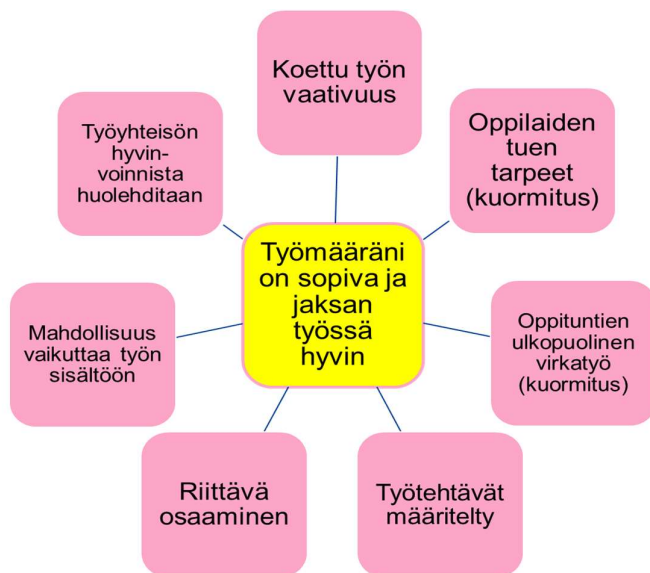 Koettu työn
vaativuus
Työyhteisön
hyvin-
voinnista
huolehditaan
Oppilaiden
tuen
tarpeet
(kuormitus)
Työmääräni
on sopiva ja
jaksan
työssä
hyvin
Mahdollisuus
vaikuttaa työn
sisältöön
Oppituntien
ulkopuolinen
virkatyö
(kuormitus)
Riittävä
osaaminen
Työtehtävät
määritelty